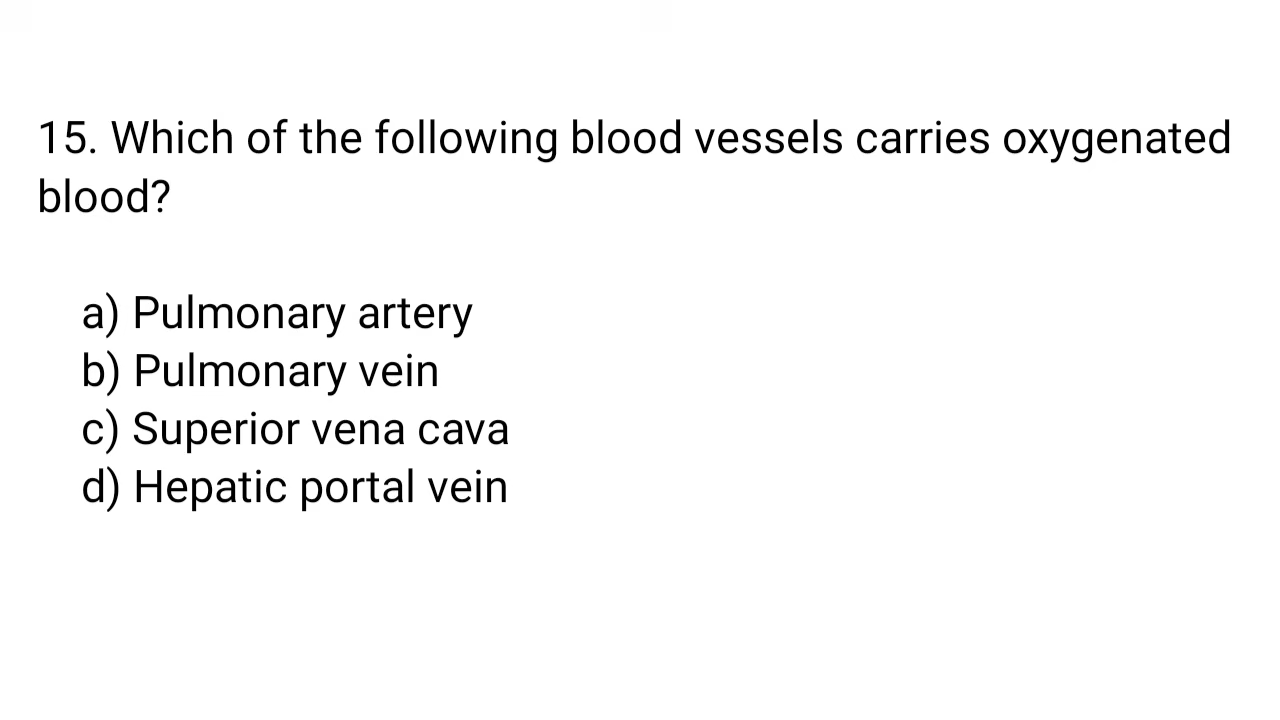 15. Which of the following blood vessels carries oxygenated
blood?
a) Pulmonary artery
b) Pulmonary vein
c) Superior vena cava
d) Hepatic portal vein